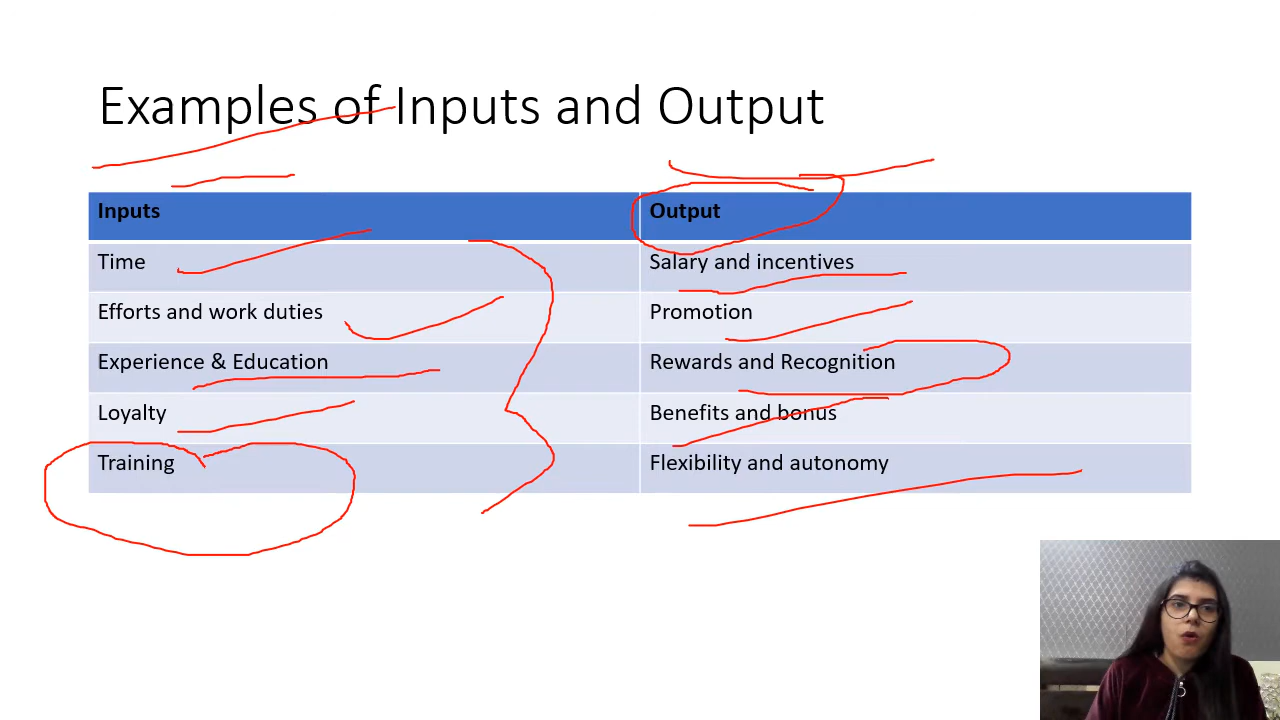 Examples of Inputs and Output
Inputs Output
Time Salary and incentives
Efforts and work duties Promotion
Experience & Education Rewards and Recognition
Loyalty Benefits and bonus
Training Flexibility and autonomy